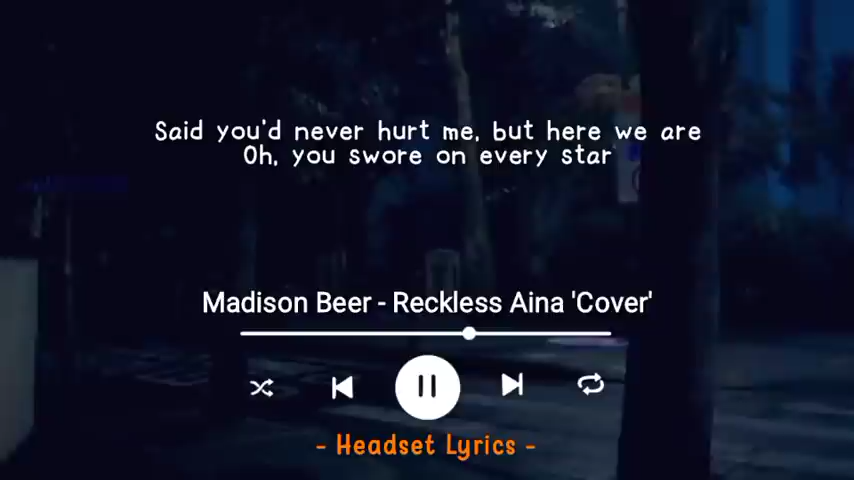 Said you'd never hurt me, but here we are
Oh, you swore on every star
Madison Beer - Reckless Aina 'Cover'
- Headset Lyrics -